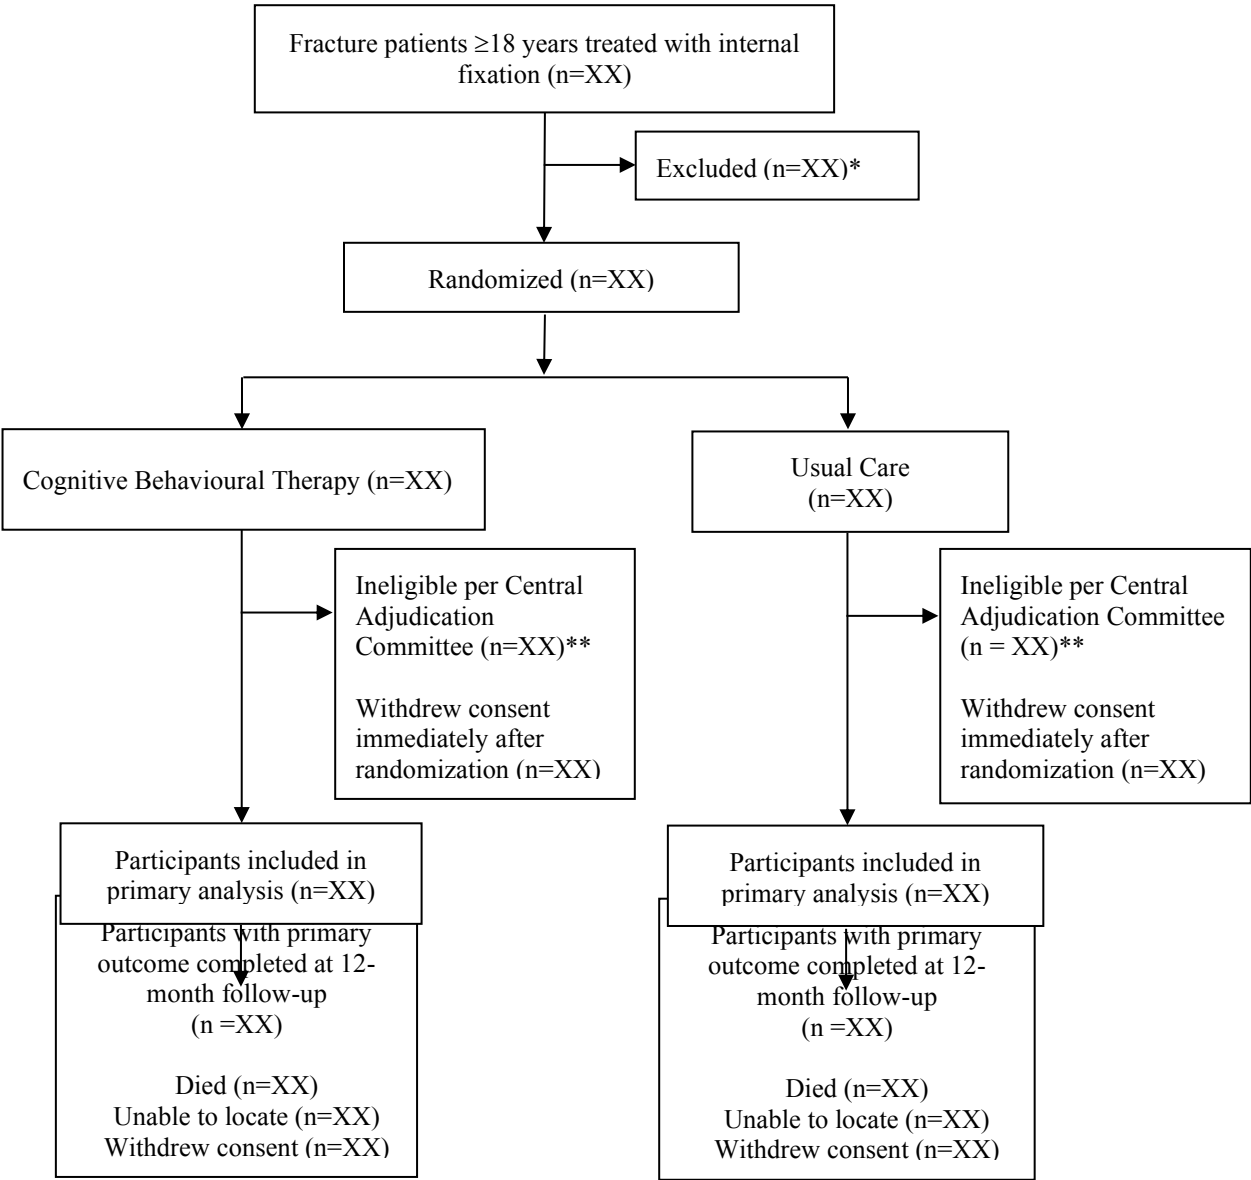 Fracture patients ≥18 years treated with internal
fixation (n=XX)
Excluded (n=XX)*
Randomized (n=XX)
Cognitive Behavioural Therapy (n=XX)
Usual Care
(n=XX)
Ineligible per Central
Adjudication
Committee (n=XX)**
Withdrew consent
immediately after
randomization (n=XX)
Ineligible per Central
Adjudication Committee
(n = XX)**
Withdrew consent
immediately after
randomization (n=XX)
Participants included in
primary analysis (n=XX)
Participants with primary
outcome completed at 12-
month follow-up
(n =XX)
Died (n=XX)
Unable to locate (n=XX)
Withdrew consent (n=XX)
Participants included in
primary analysis (n=XX)
Participants with primary
outcome completed at 12-
month follow-up
(n =XX)
Died (n=XX)
Unable to locate (n=XX)
Withdrew consent (n=XX)